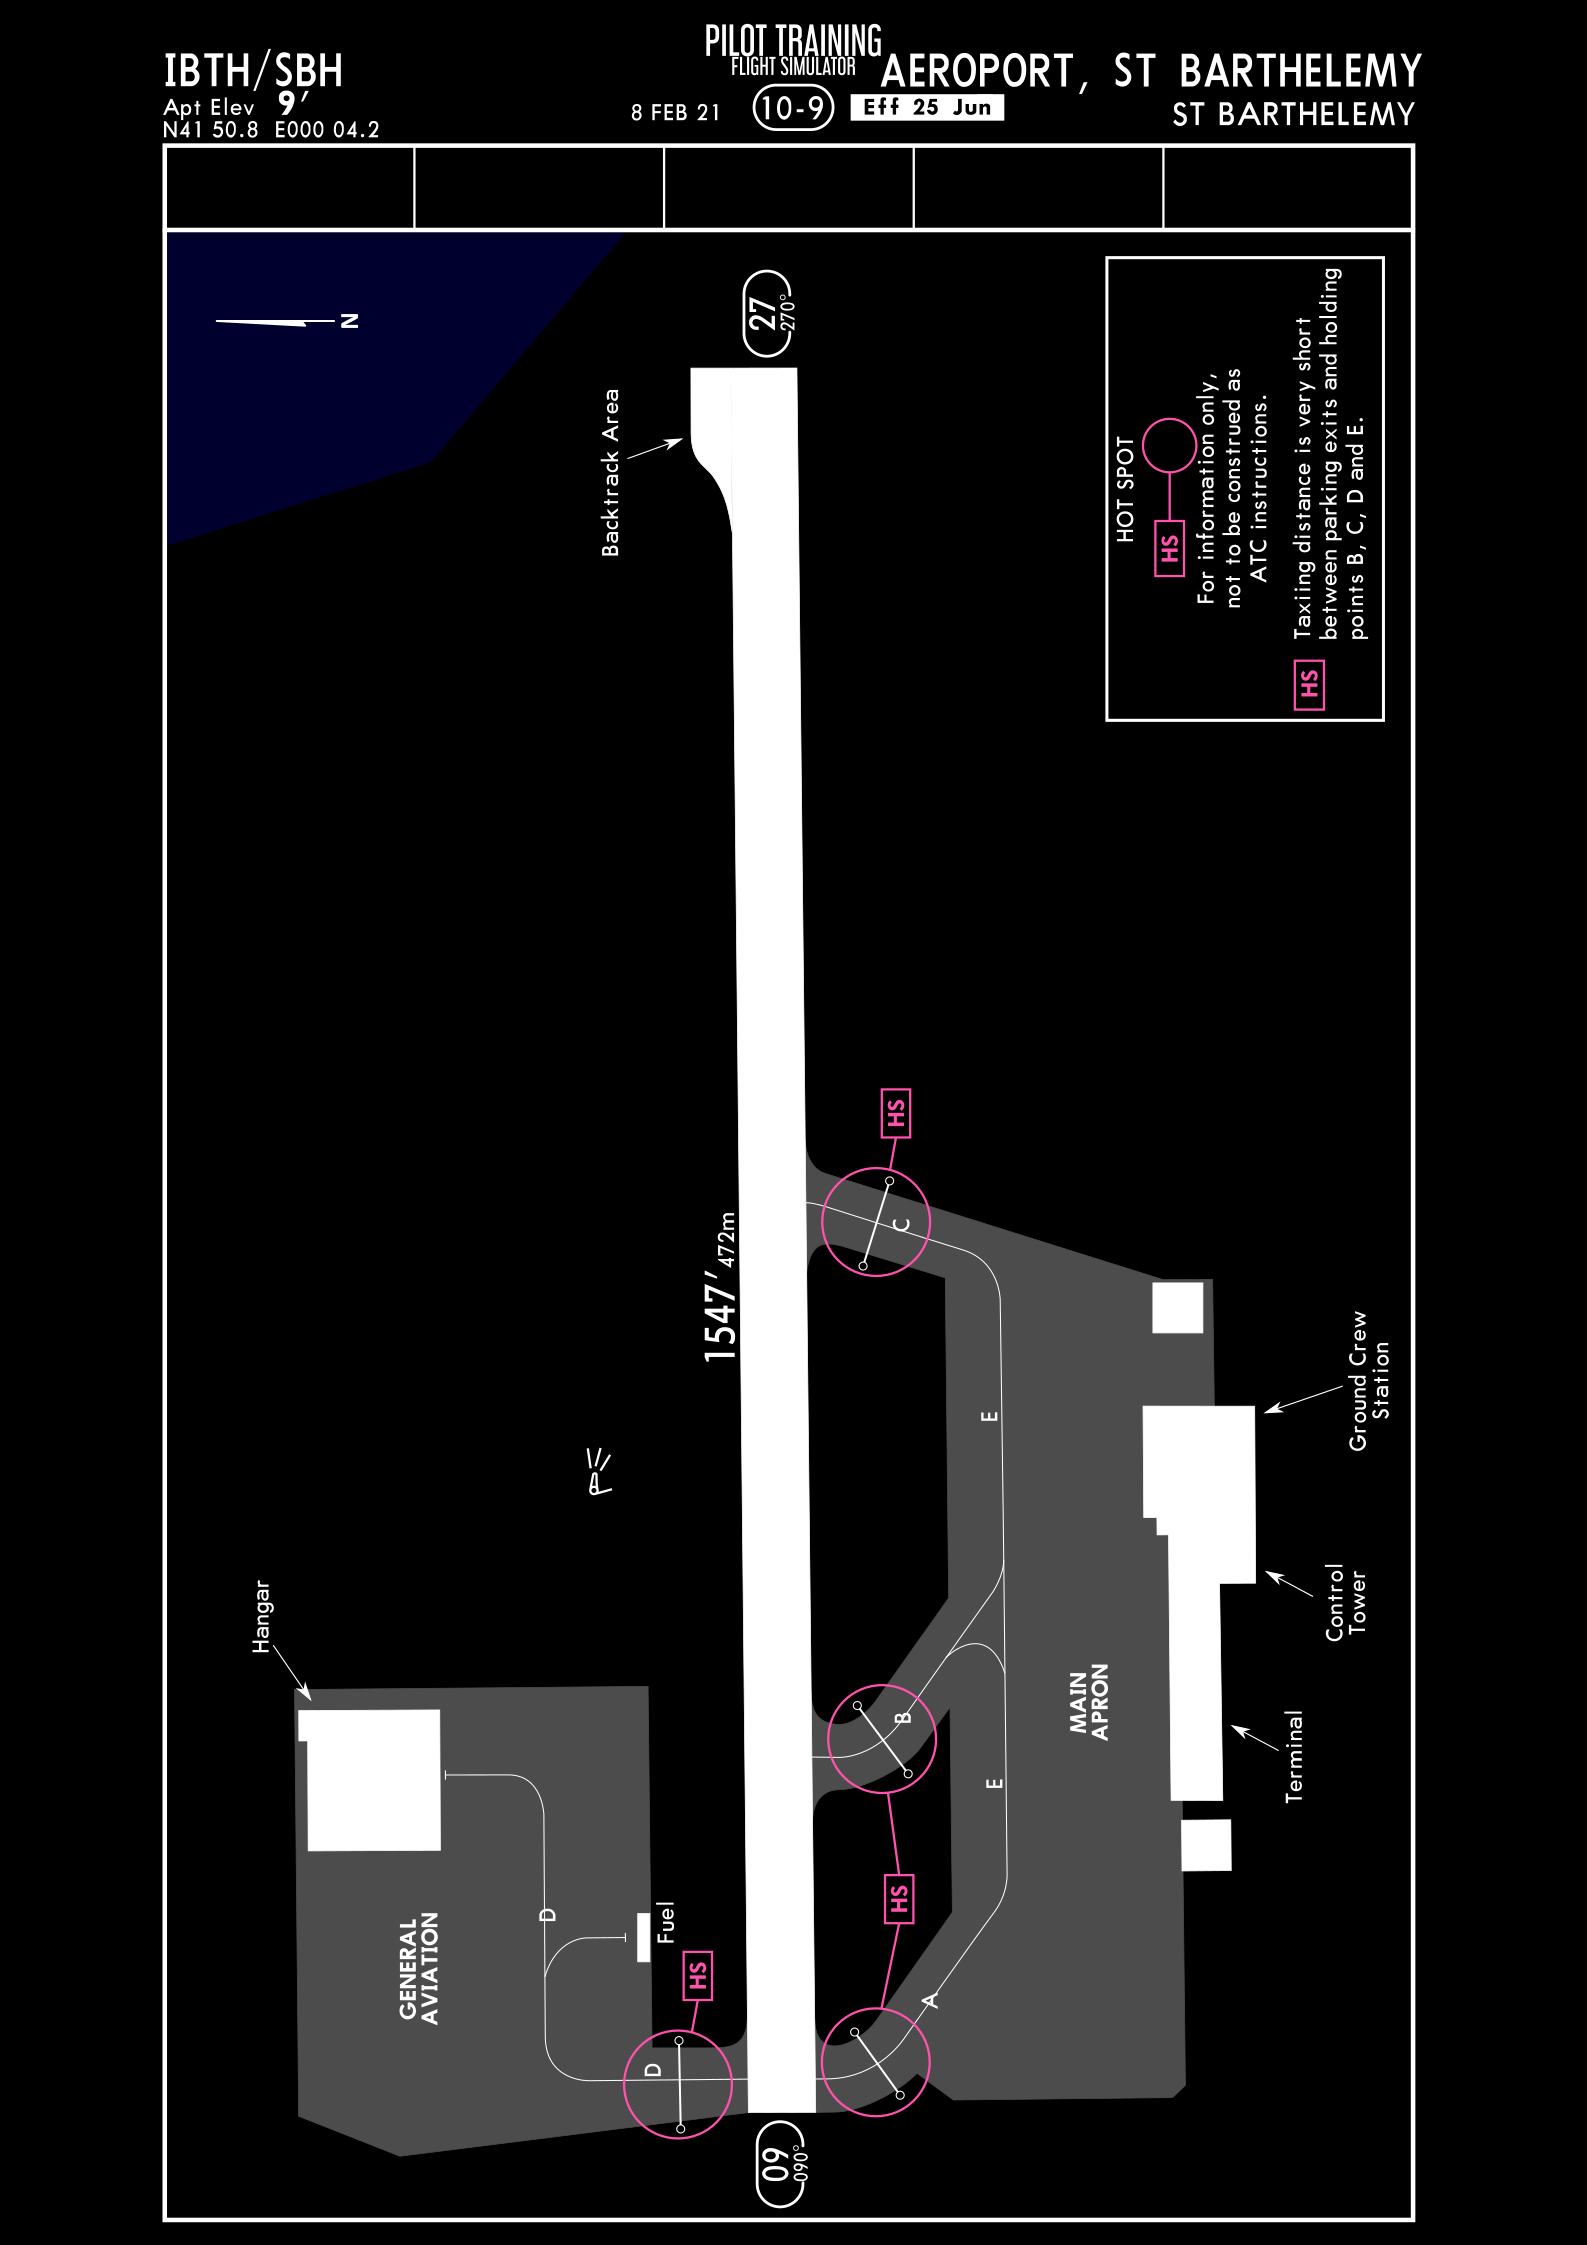 PILOT TRAINING
FLIGHT SIMULATOR
IBTH/SBH
Apt Elev 9'
N41 50.8 E000 04.2
8 FEB 21
10-9
Eff 25 Jun
AEROPORT, ST BARTHELEMY
ST BARTHELEMY
N
27
270°
Backtrack Area
HOT SPOT
HS
For information only,
not to be construed as
ATC instructions.
HS
Taxiing distance is very short
between parking exits and holding
points B, C, D and E.
HS
C
1547' 472m
E
Ground Crew
Station
Hangar
Control
Tower
MAIN
APRON
B
Terminal
E
HS
D
Fuel
GENERAL
AVIATION
HS
A
D
09
090°